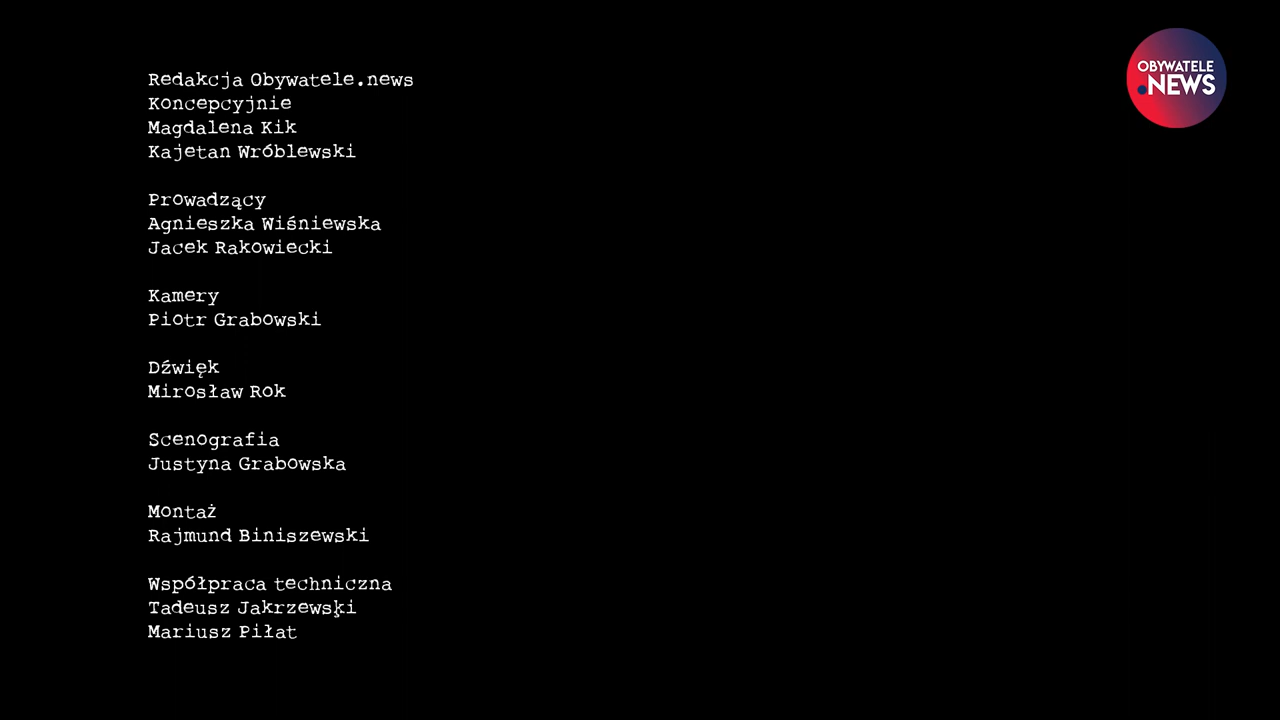 Redakcja Obywatele.news
Koncepcyjnie
Magdalena Kik
Kajetan Wróblewski
Prowadzący
Agnieszka Wiśniewska
Jacek Rakowiecki
Kamery
Piotr Grabowski
Dźwięk
Mirosław Rok
Scenografia
Justyna Grabowska
Montaż
Rajmund Biniszewski
Współpraca techniczna
Tadeusz Jakrzewski
Mariusz Piłat
OBYWATELE
.NEWS